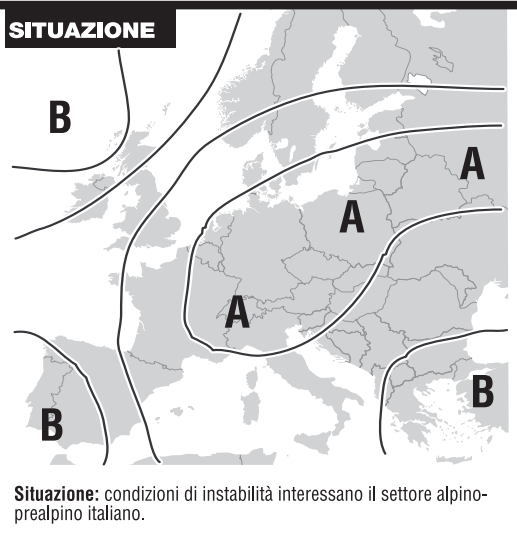 SITUAZIONE
B
A
A
A
B
B
Situazione: condizioni di instabilità interessano il settore alpino-
prealpino italiano.